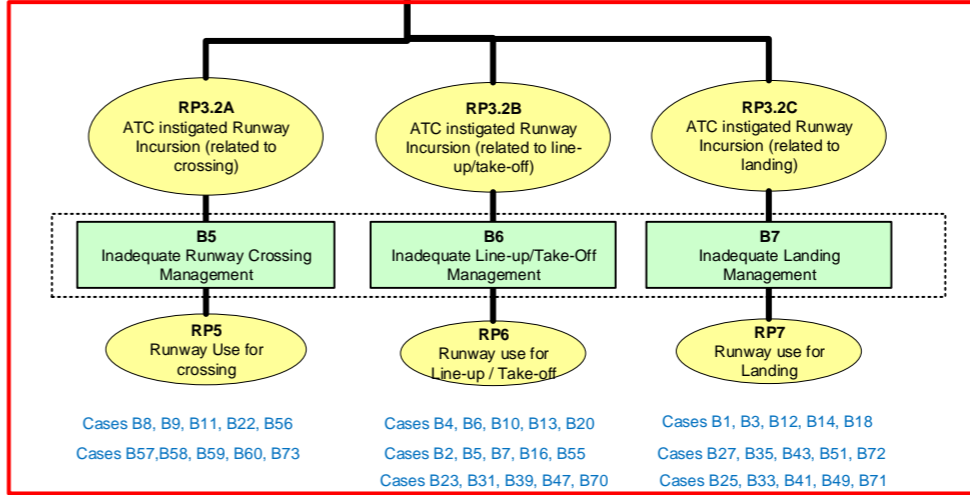 RP3.2A
ATC instigated Runway
Incursion (related to
crossing)
RP3.2B
ATC instigated Runway
Incursion (related to line-
up/take-off)
RP3.2C
ATC instigated Runway
Incursion (related to
landing)
B5
Inadequate Runway Crossing
Management
B6
Inadequate Line-up/Take-Off
Management
B7
Inadequate Landing
Management
RP5
Runway Use for
crossing
RP6
Runway use for
Line-up / Take-off
RP7
Runway use for
Landing
Cases B8, B9, B11, B22, B56
Cases B57,B58, B59, B60, B73
Cases B4, B6, B10, B13, B20
Cases B2, B5, B7, B16, B55
Cases B23, B31, B39, B47, B70
Cases B1, B3, B12, B14, B18
Cases B27, B35, B43, B51, B72
Cases B25, B33, B41, B49, B71